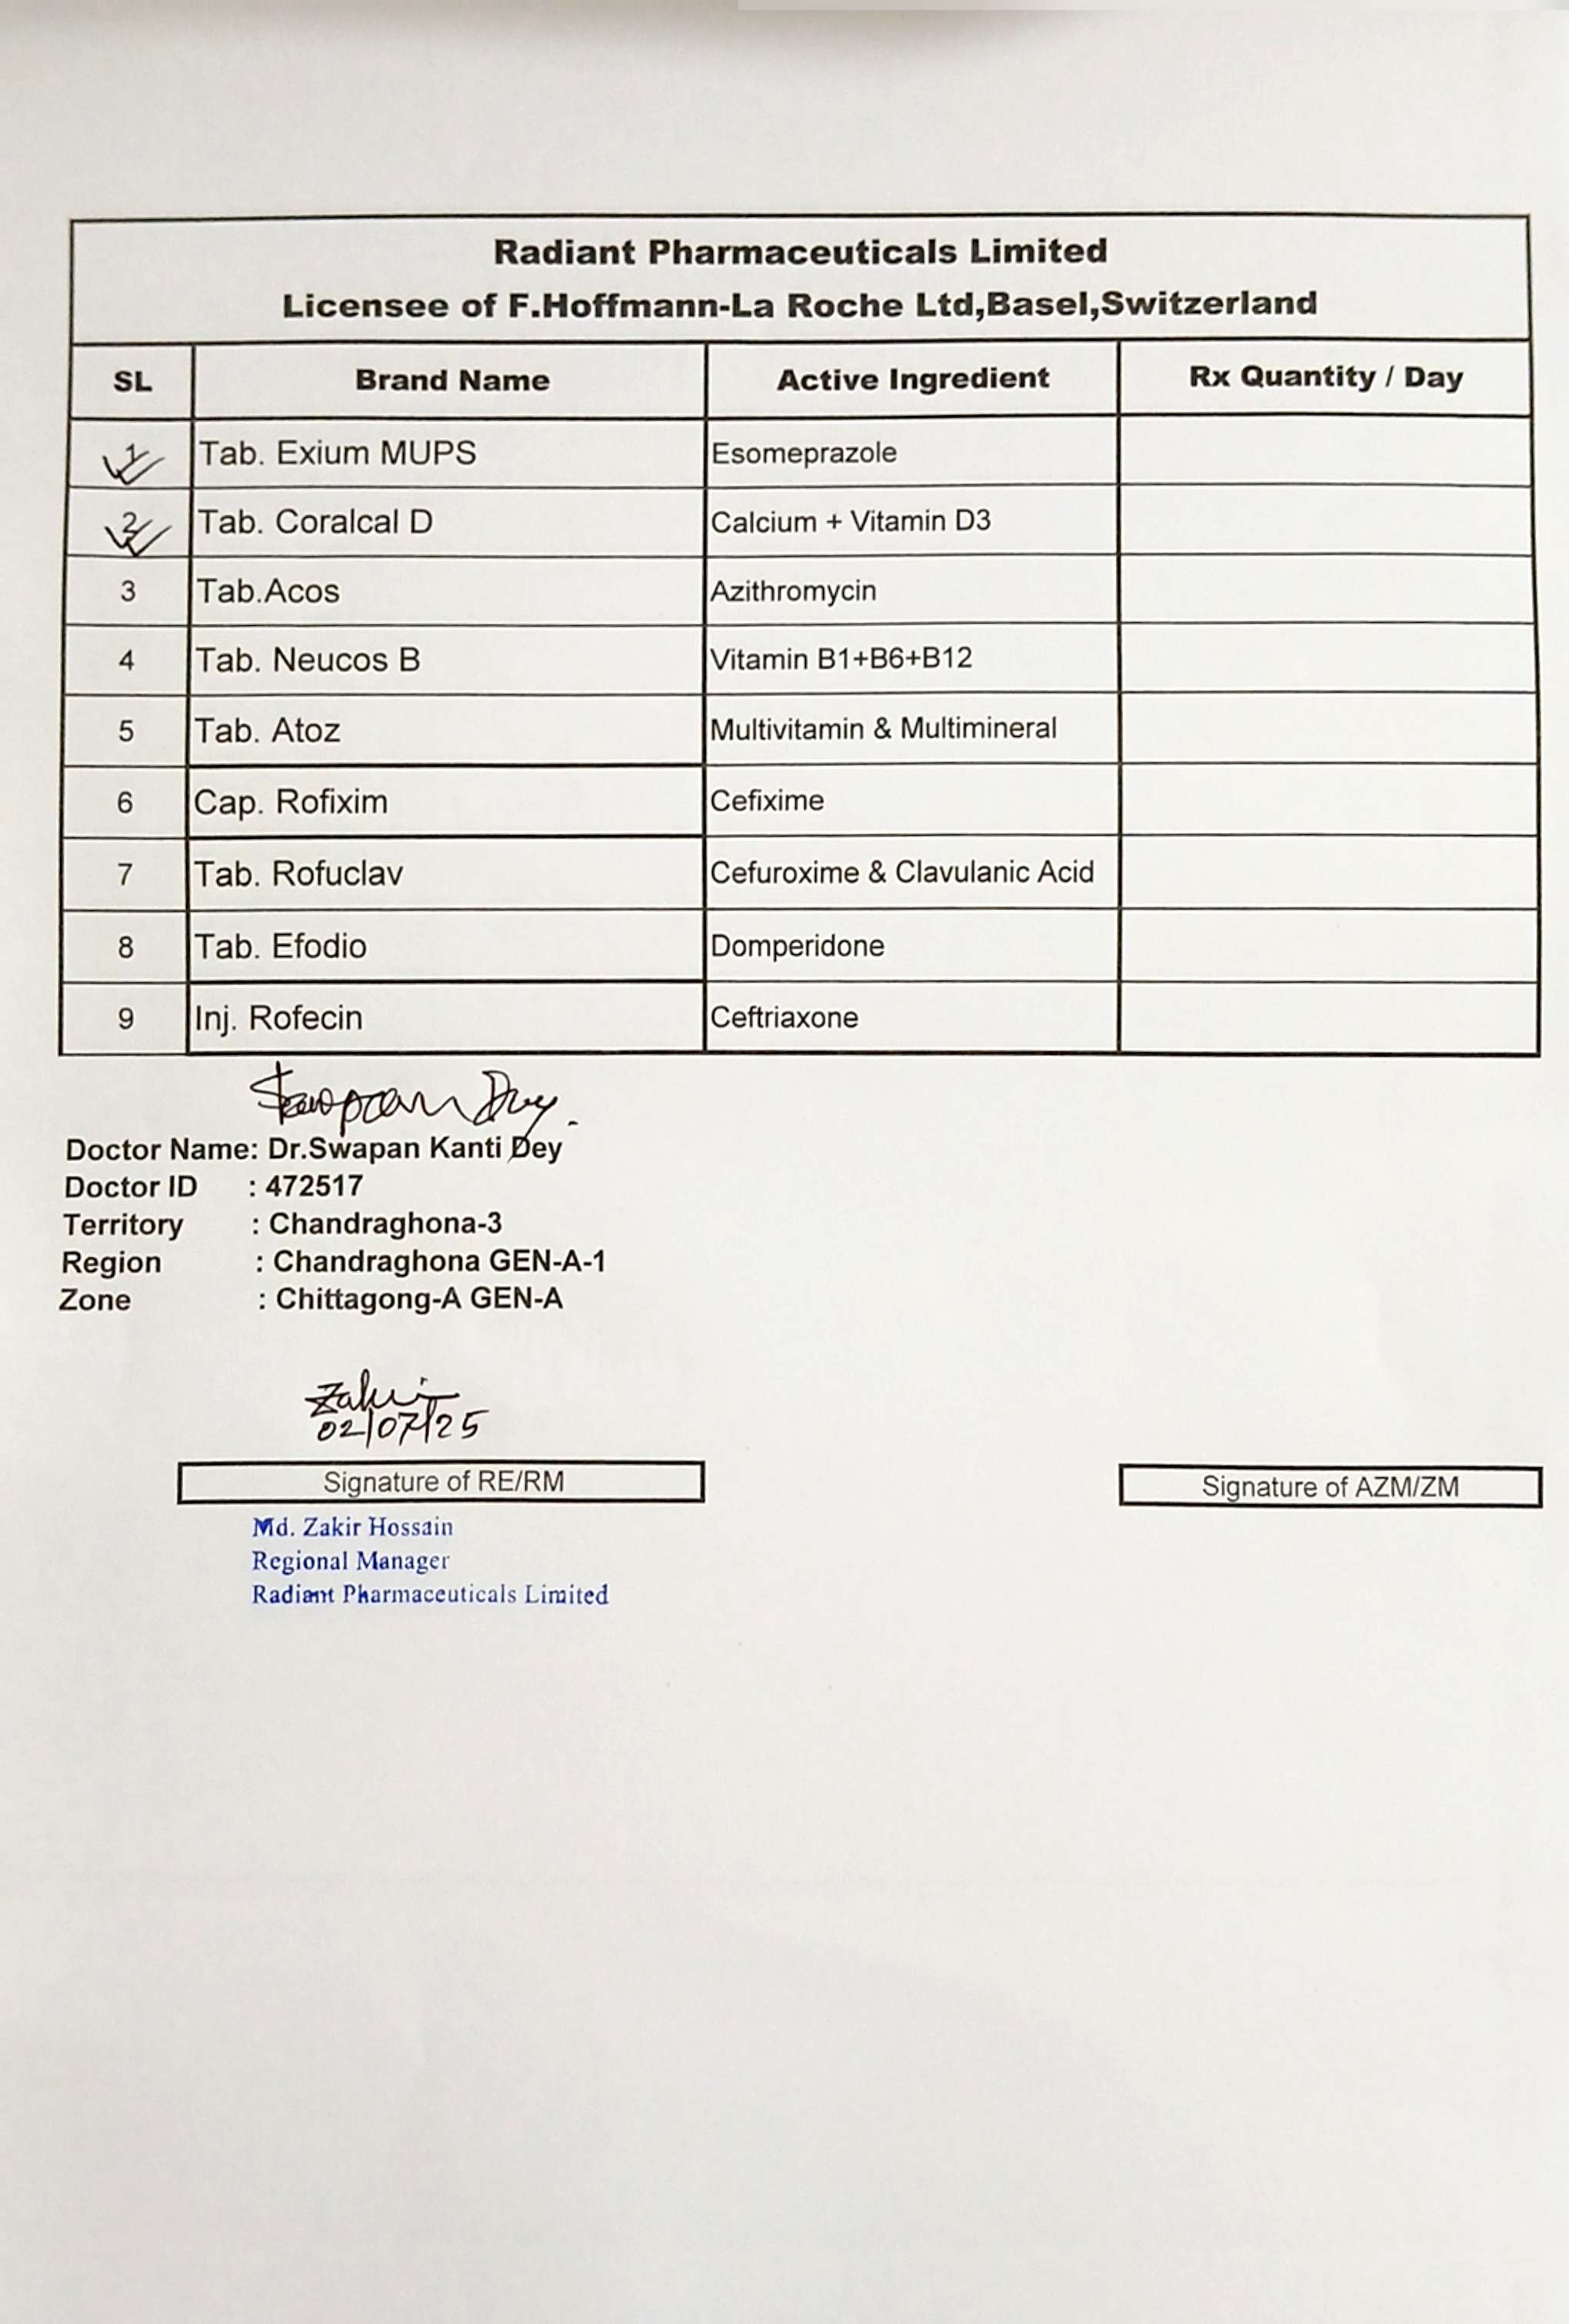 Radiant Pharmaceuticals Limited
Licensee of F.Hoffmann-La Roche Ltd,Basel,Switzerland
SL Brand Name Active Ingredient Rx Quantity / Day
1 Tab. Exium MUPS Esomeprazole
2 Tab. Coralcal D Calcium + Vitamin D3
3 Tab.Acos Azithromycin
4 Tab. Neucos B Vitamin B1+B6+B12
5 Tab. Atoz Multivitamin & Multimineral
6 Cap. Rofixim Cefixime
7 Tab. Rofuclav Cefuroxime & Clavulanic Acid
8 Tab. Efodio Domperidone
9 Inj. Rofecin Ceftriaxone
Swapan Dey.
Doctor Name: Dr.Swapan Kanti Dey
Doctor ID : 472517
Territory : Chandraghona-3
Region : Chandraghona GEN-A-1
Zone : Chittagong-A GEN-A
Zakir
02/07/25
Signature of RE/RM Signature of AZM/ZM
Md. Zakir Hossain
Regional Manager
Radiant Pharmaceuticals Limited